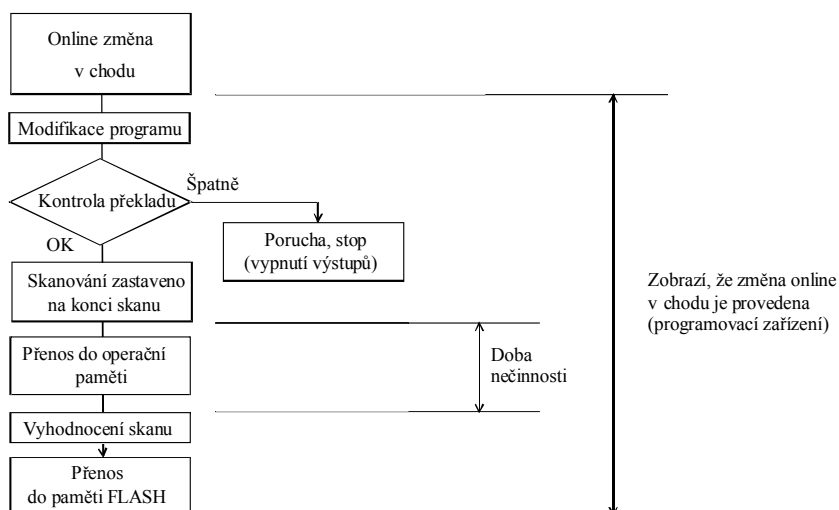 Online změna
v chodu
Modifikace programu
Kontrola překladu
Špatně
OK
Porucha, stop
(vypnutí výstupů)
Skanování zastaveno
na konci skanu
Zobrazí, že změna online
v chodu je provedena
(programovací zařízení)
Přenos do operační
paměti
Doba
nečinnosti
Vyhodnocení skanu
Přenos
do paměti FLASH